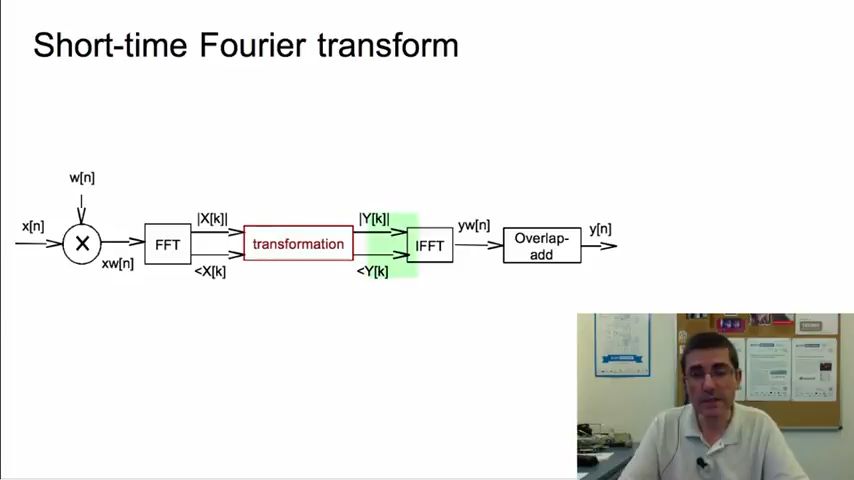 Short-time Fourier transform
w[n]
x[n]
X
xw[n]
FFT
|X[k]|
<X[k]
transformation
|Y[k]|
<Y[k]
IFFT
yw[n]
Overlap-
add
y[n]